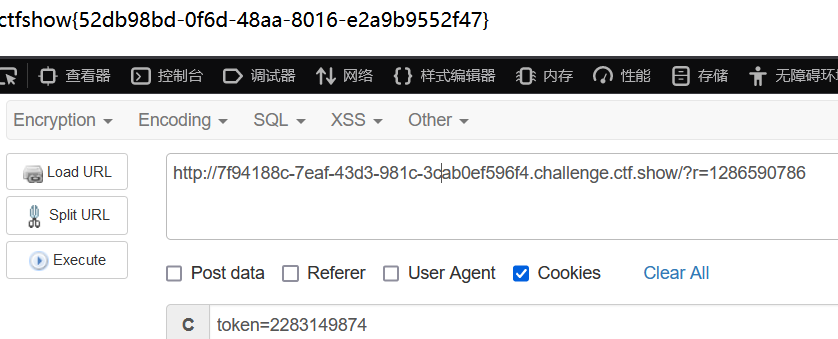 ctfshow{52db98bd-0f6d-48aa-8016-e2a9b9552f47}
查看器 控制台 调试器 网络 样式编辑器 内存 性能 存储 无障碍环
Encryption Encoding SQL XSS Other
Load URL
http://7f94188c-7eaf-43d3-981c-3cab0ef596f4.challenge.ctf.show/?r=1286590786
Split URL
Execute
Post data Referer User Agent Cookies Clear All
C token=2283149874